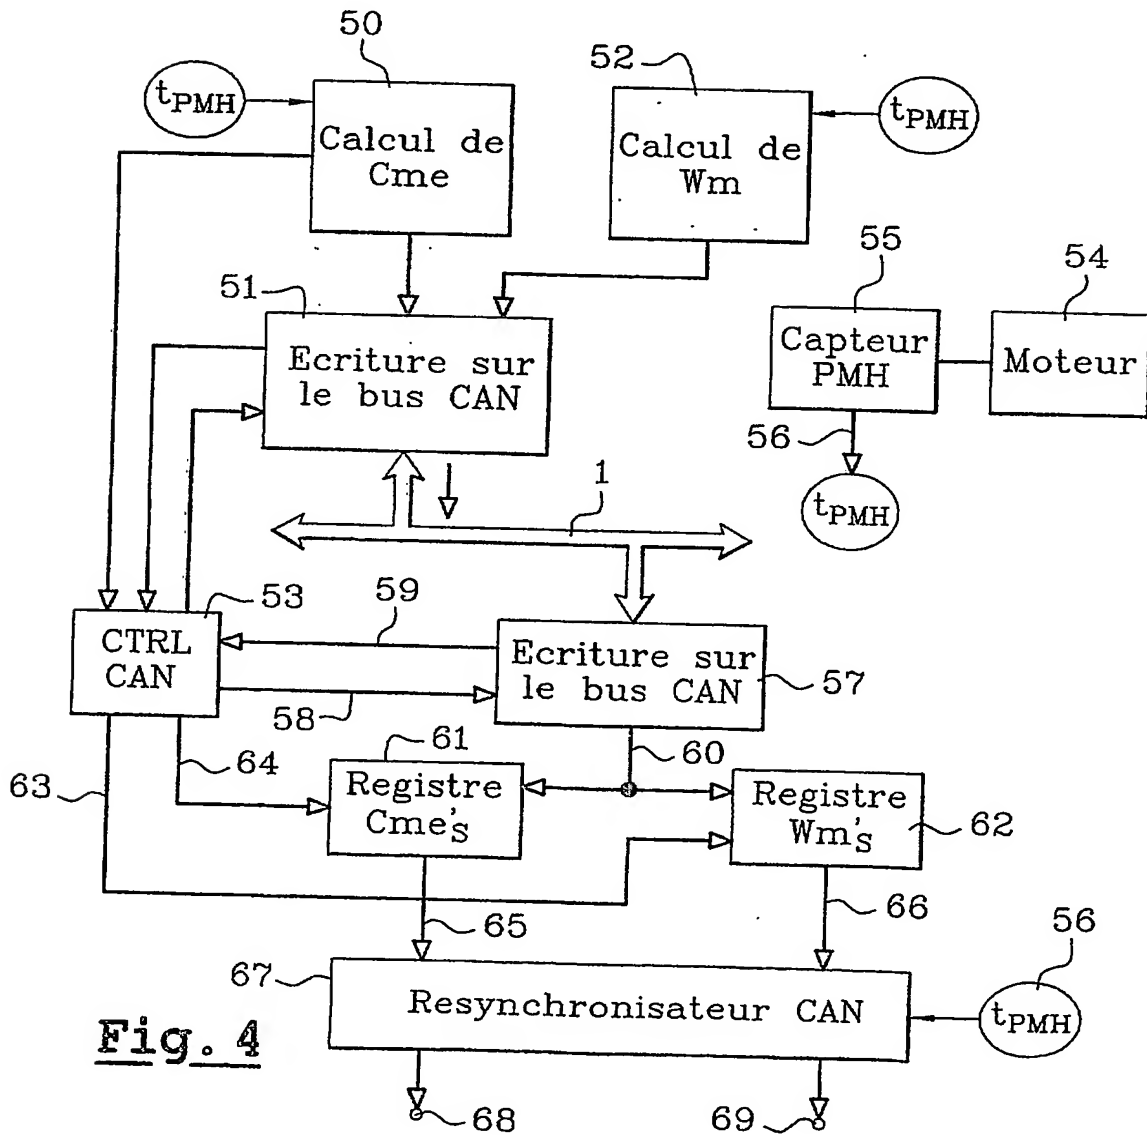 50
52
tPMH
Calcul de
Cme
Calcul de
Wm
tPMH
51
55
54
Ecriture sur
le bus CAN
Capteur
PMH
Moteur
56
tPMH
1
53
59
CTRL
CAN
Ecriture sur
le bus CAN
57
58
61
60
64
63
Registre
Cme's
Registre
Wm's
62
65
66
56
67
Resynchronisateur CAN
tPMH
Fig. 4
68
69